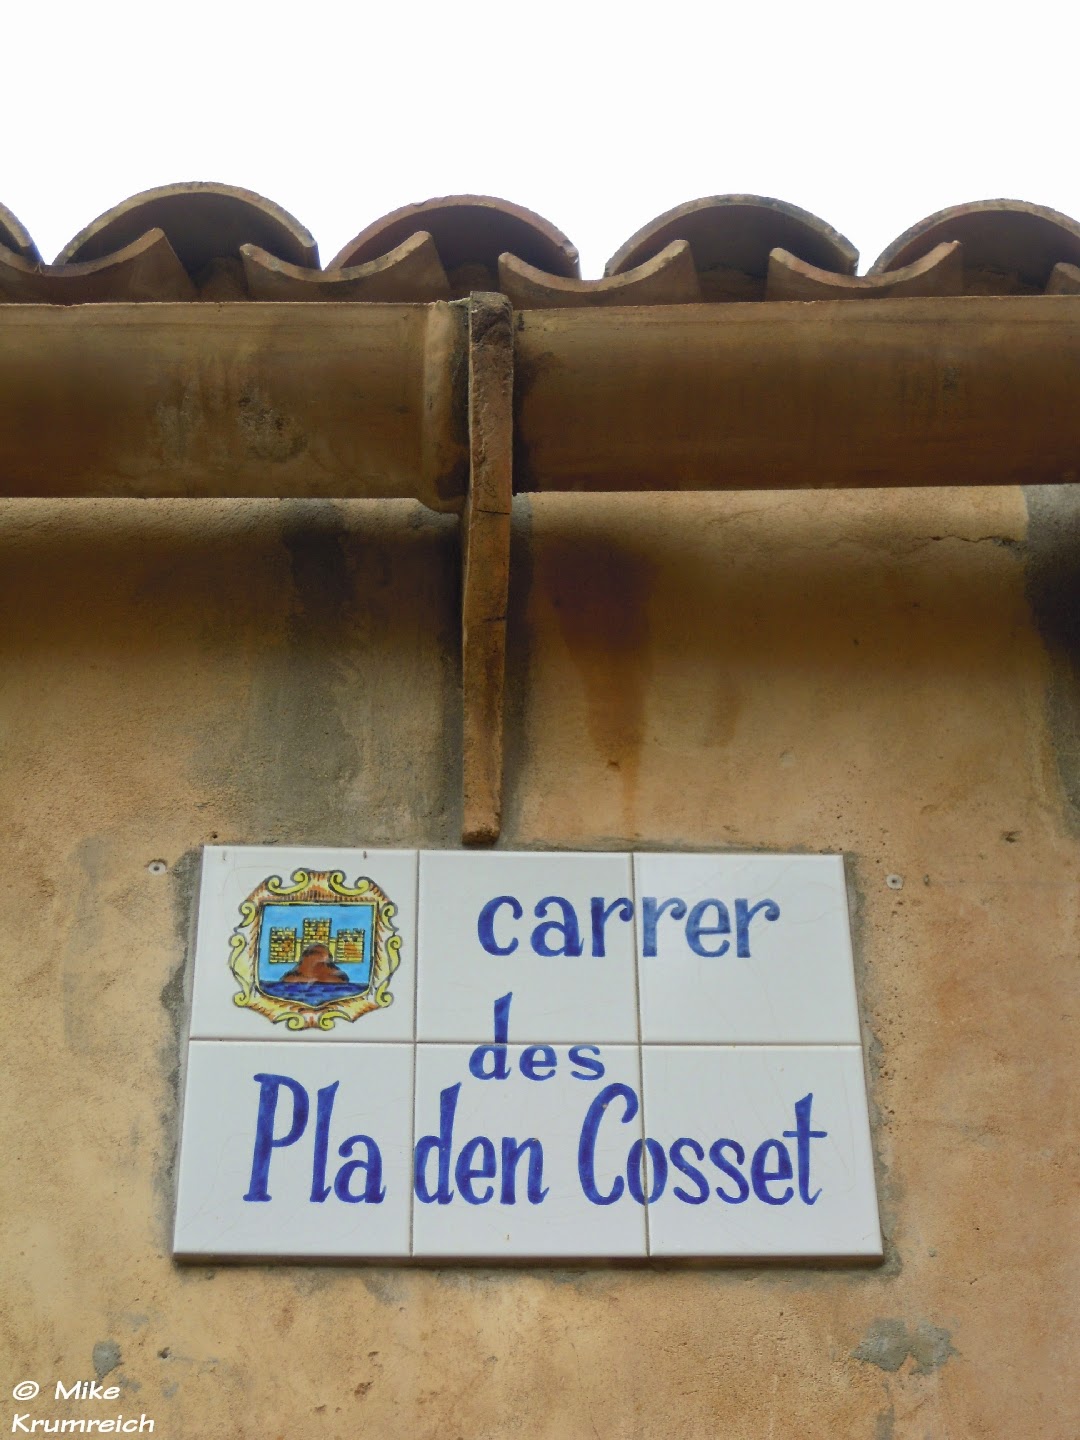 carrer
des
Pla den Cosset
© Mike
Krumreich